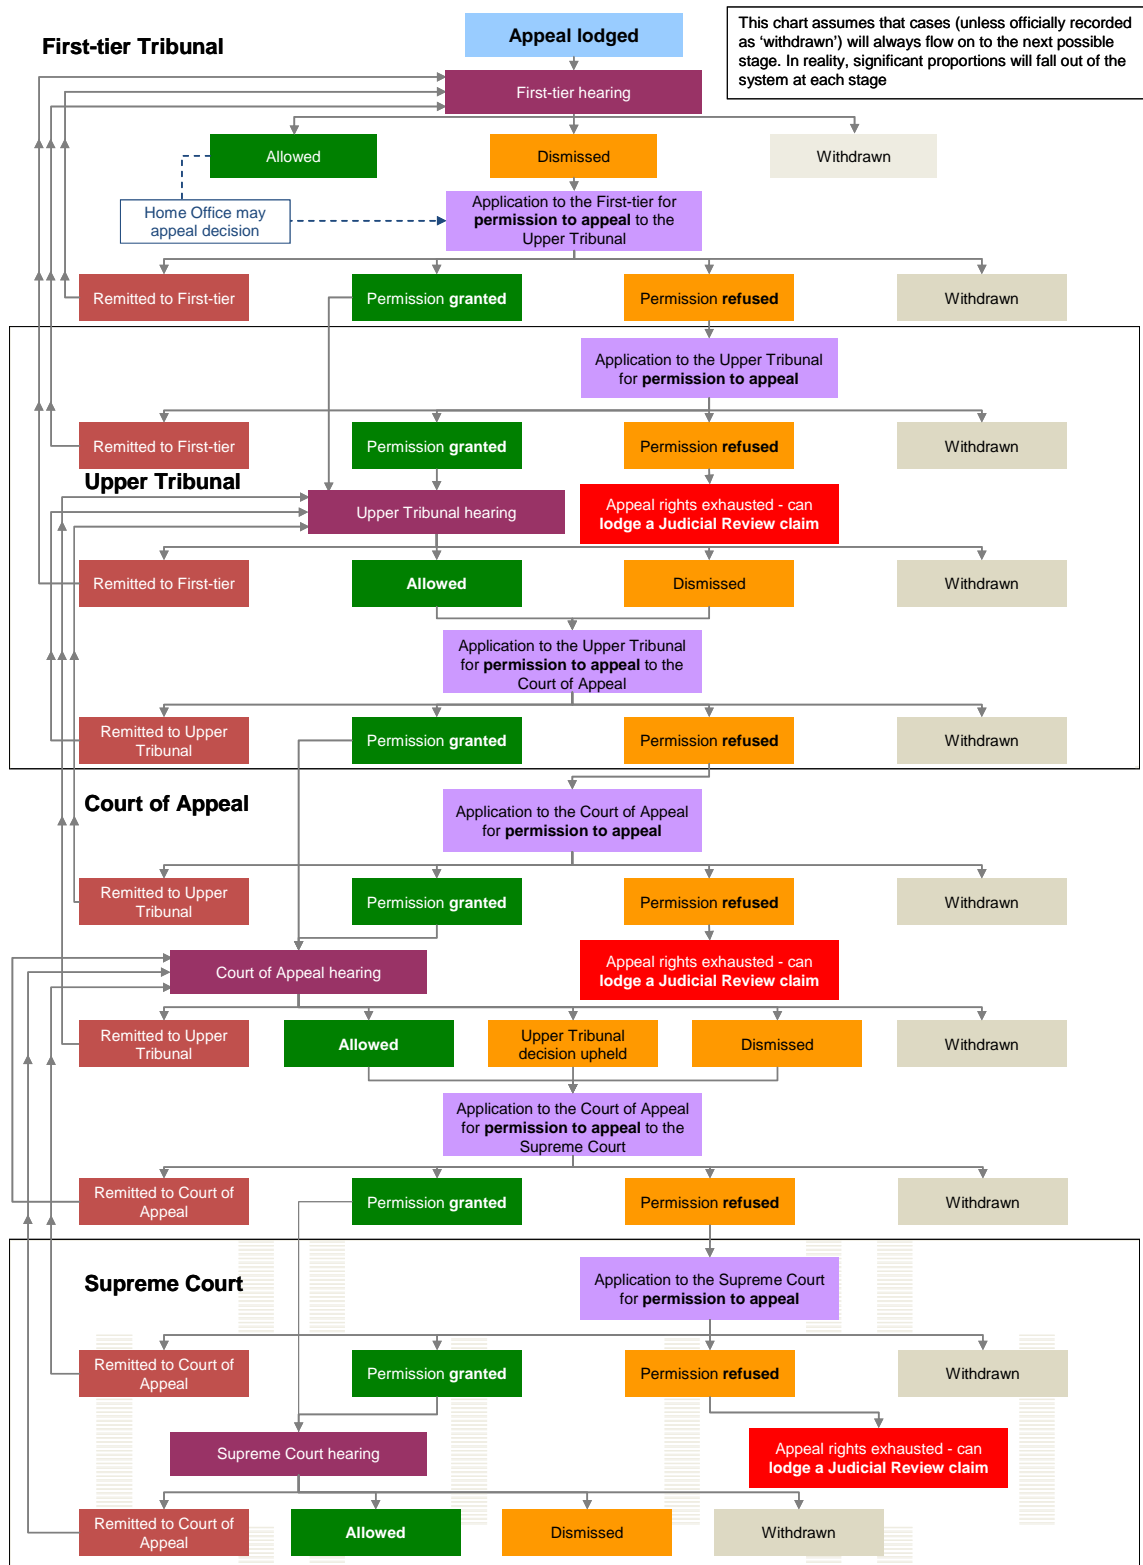 First-tier Tribunal
Appeal lodged
This chart assumes that cases (unless officially recorded
as ‘withdrawn’) will always flow on to the next possible
stage. In reality, significant proportions will fall out of the
system at each stage
First-tier hearing
Allowed
Dismissed
Withdrawn
Home Office may
appeal decision
Application to the First-tier for
permission to appeal to the
Upper Tribunal
Remitted to First-tier
Permission granted
Permission refused
Withdrawn
Application to the Upper Tribunal
for permission to appeal
Remitted to First-tier
Permission granted
Permission refused
Withdrawn
Upper Tribunal
Upper Tribunal hearing
Appeal rights exhausted - can
lodge a Judicial Review claim
Remitted to First-tier
Allowed
Dismissed
Withdrawn
Application to the Upper Tribunal
for permission to appeal to the
Court of Appeal
Remitted to Upper
Tribunal
Permission granted
Permission refused
Withdrawn
Court of Appeal
Application to the Court of Appeal
for permission to appeal
Remitted to Upper
Tribunal
Permission granted
Permission refused
Withdrawn
Court of Appeal hearing
Appeal rights exhausted - can
lodge a Judicial Review claim
Remitted to Upper
Tribunal
Allowed
Upper Tribunal
decision upheld
Dismissed
Withdrawn
Application to the Court of Appeal
for permission to appeal to the
Supreme Court
Remitted to Court of
Appeal
Permission granted
Permission refused
Withdrawn
Supreme Court
Application to the Supreme Court
for permission to appeal
Remitted to Court of
Appeal
Permission granted
Permission refused
Withdrawn
Supreme Court hearing
Appeal rights exhausted - can
lodge a Judicial Review claim
Remitted to Court of
Appeal
Allowed
Dismissed
Withdrawn